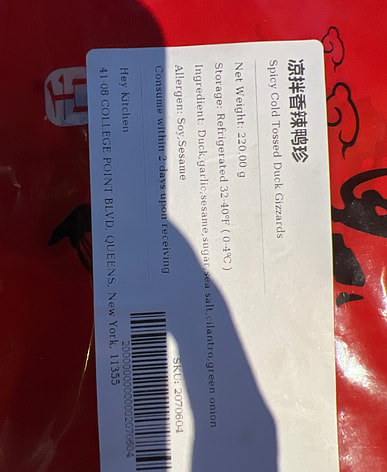 凉拌香辣鸭珍
Spicy Cold Tossed Duck Gizzards
Net Weight: 220.00 g
Storage: Refrigerated 32-40°F ( 0-4℃ )
Ingredient: Duck,garlic,sesame,sugar,sea salt,cilantro,green onion
Allergen: Soy,Sesame
SKU: 2070604
Consume within 2 days upon receiving
Hey Kitchen
41-08 COLLEGE POINT BLVD, QUEENS, New York, 11355